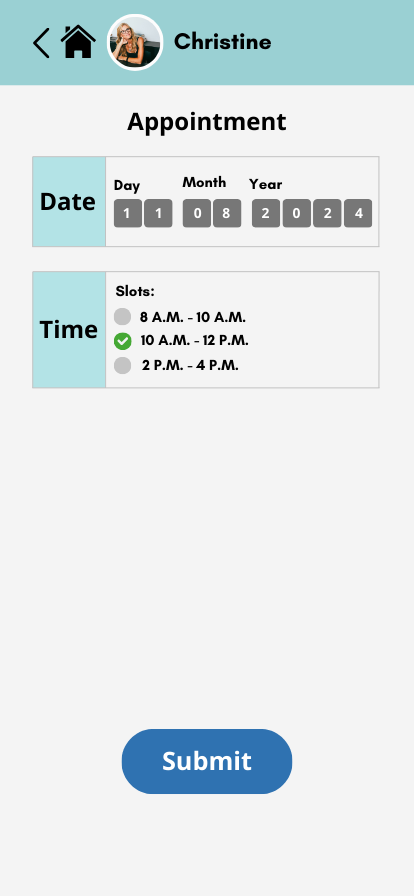 Christine
Appointment
Date
Day Month Year
1 1 0 8 2 0 2 4
Time
Slots:
8 A.M. - 10 A.M.
10 A.M. - 12 P.M.
2 P.M. - 4 P.M.
Submit